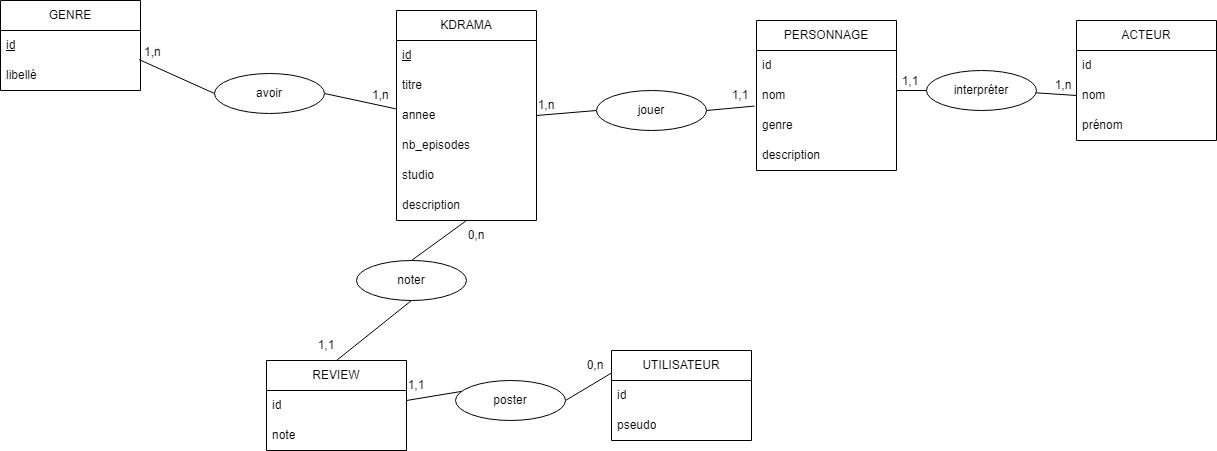 GENRE
id
libellé
1,n
avoir
1,n
KDRAMA
id
titre
annee
nb_episodes
studio
description
1,n
jouer
1,1
PERSONNAGE
id
nom
genre
description
1,1
interpréter
1,n
ACTEUR
id
nom
prénom
0,n
noter
1,1
REVIEW
id
note
1,1
poster
0,n
UTILISATEUR
id
pseudo